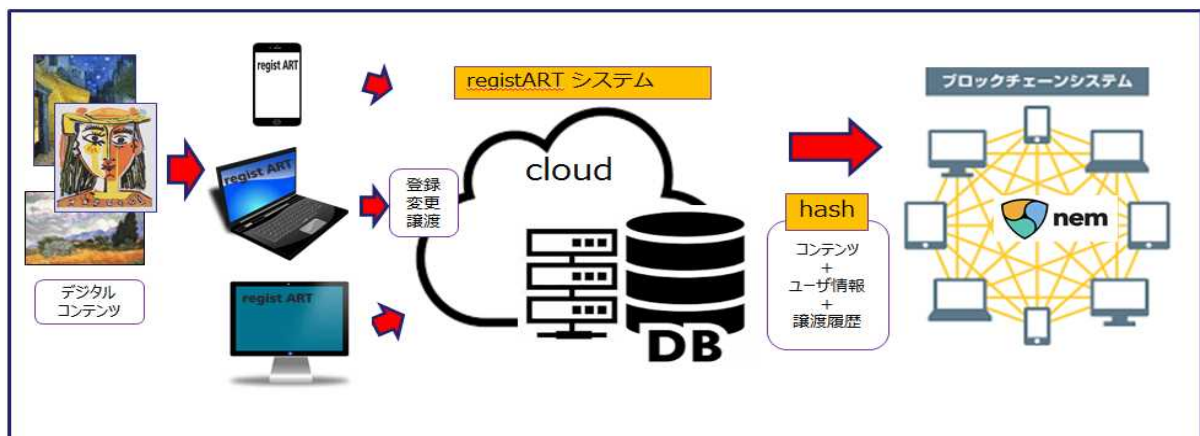 デジタル
コンテンツ
regist ART
regist ART
regist ART
登録
変更
譲渡
registART システム
cloud
DB
hash
コンテンツ
+
ユーザ情報
+
譲渡履歴
ブロックチェーンシステム
nem